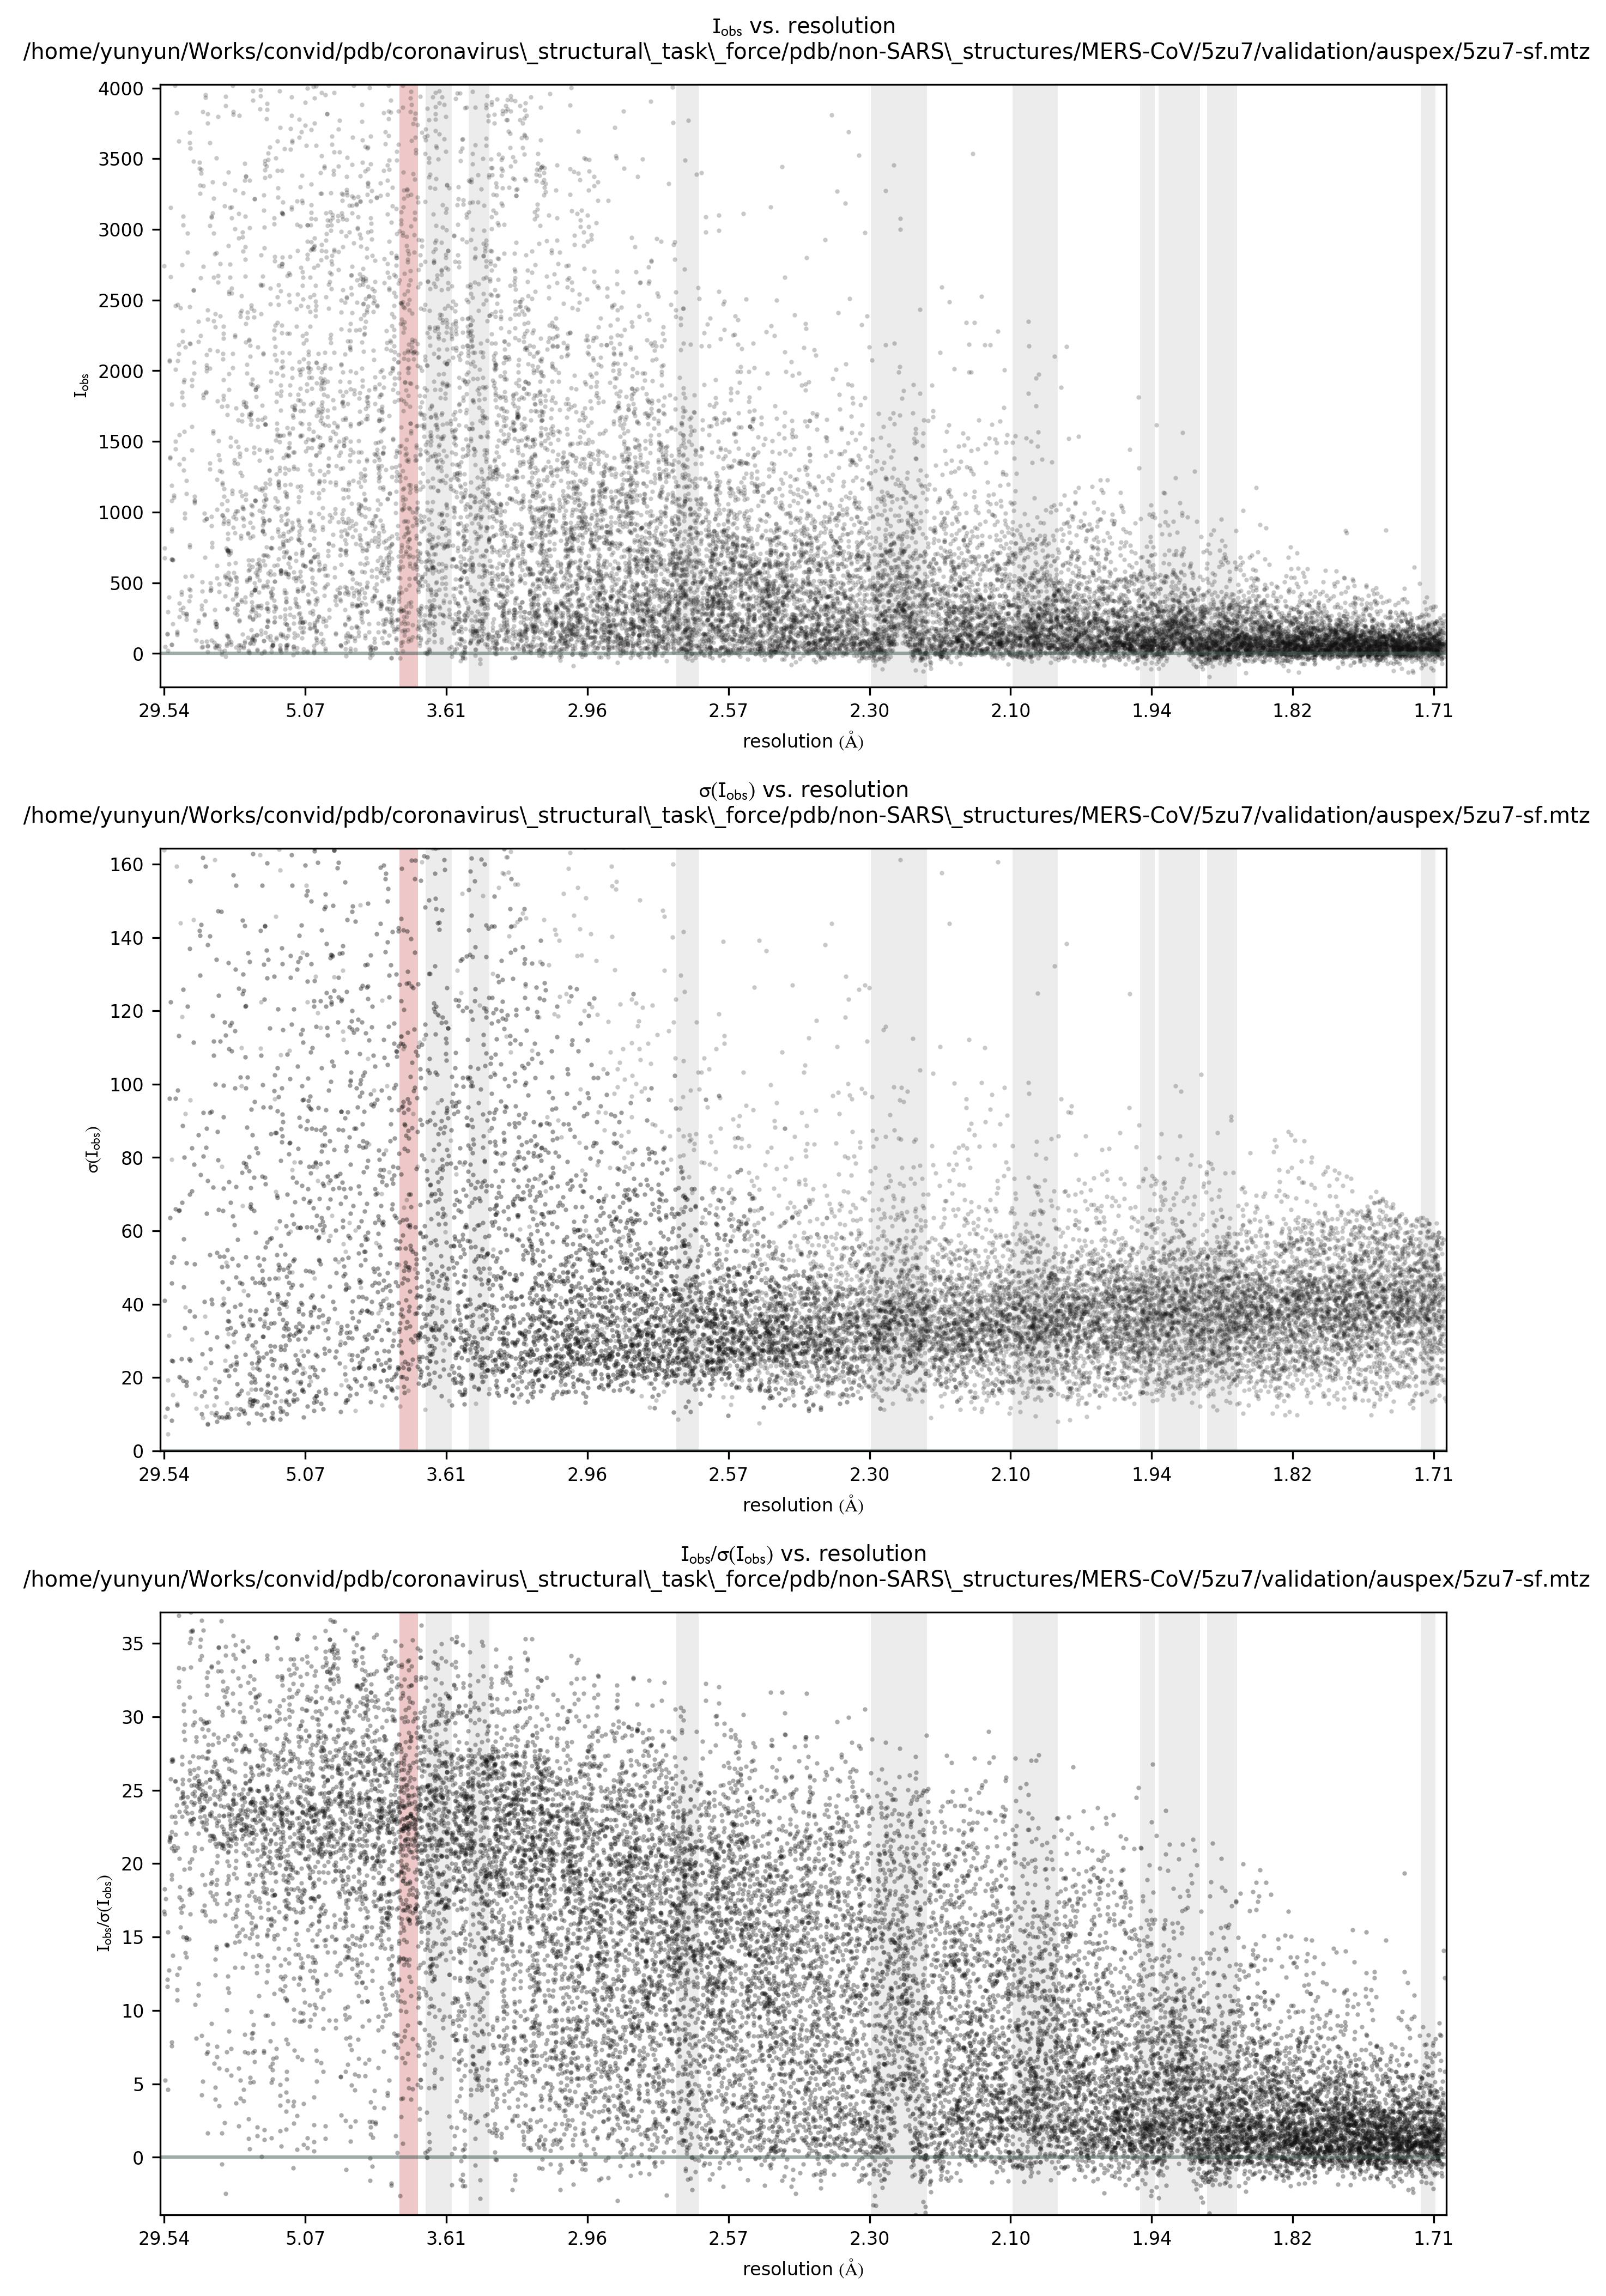 I_obs vs. resolution
/home/yunyun/Works/convid/pdb/coronavirus\_structural\_task\_force/pdb/non-SARS\_structures/MERS-CoV/5zu7/validation/auspex/5zu7-sf.mtz
4000
3500
3000
2500
2000
1500
1000
500
0
I_obs
29.54 5.07 3.61 2.96 2.57 2.30 2.10 1.94 1.82 1.71
resolution (Å)
σ(I_obs) vs. resolution
/home/yunyun/Works/convid/pdb/coronavirus\_structural\_task\_force/pdb/non-SARS\_structures/MERS-CoV/5zu7/validation/auspex/5zu7-sf.mtz
160
140
120
100
80
60
40
20
0
σ(I_obs)
29.54 5.07 3.61 2.96 2.57 2.30 2.10 1.94 1.82 1.71
resolution (Å)
I_obs/σ(I_obs) vs. resolution
/home/yunyun/Works/convid/pdb/coronavirus\_structural\_task\_force/pdb/non-SARS\_structures/MERS-CoV/5zu7/validation/auspex/5zu7-sf.mtz
35
30
25
20
15
10
5
0
I_obs/σ(I_obs)
29.54 5.07 3.61 2.96 2.57 2.30 2.10 1.94 1.82 1.71
resolution (Å)